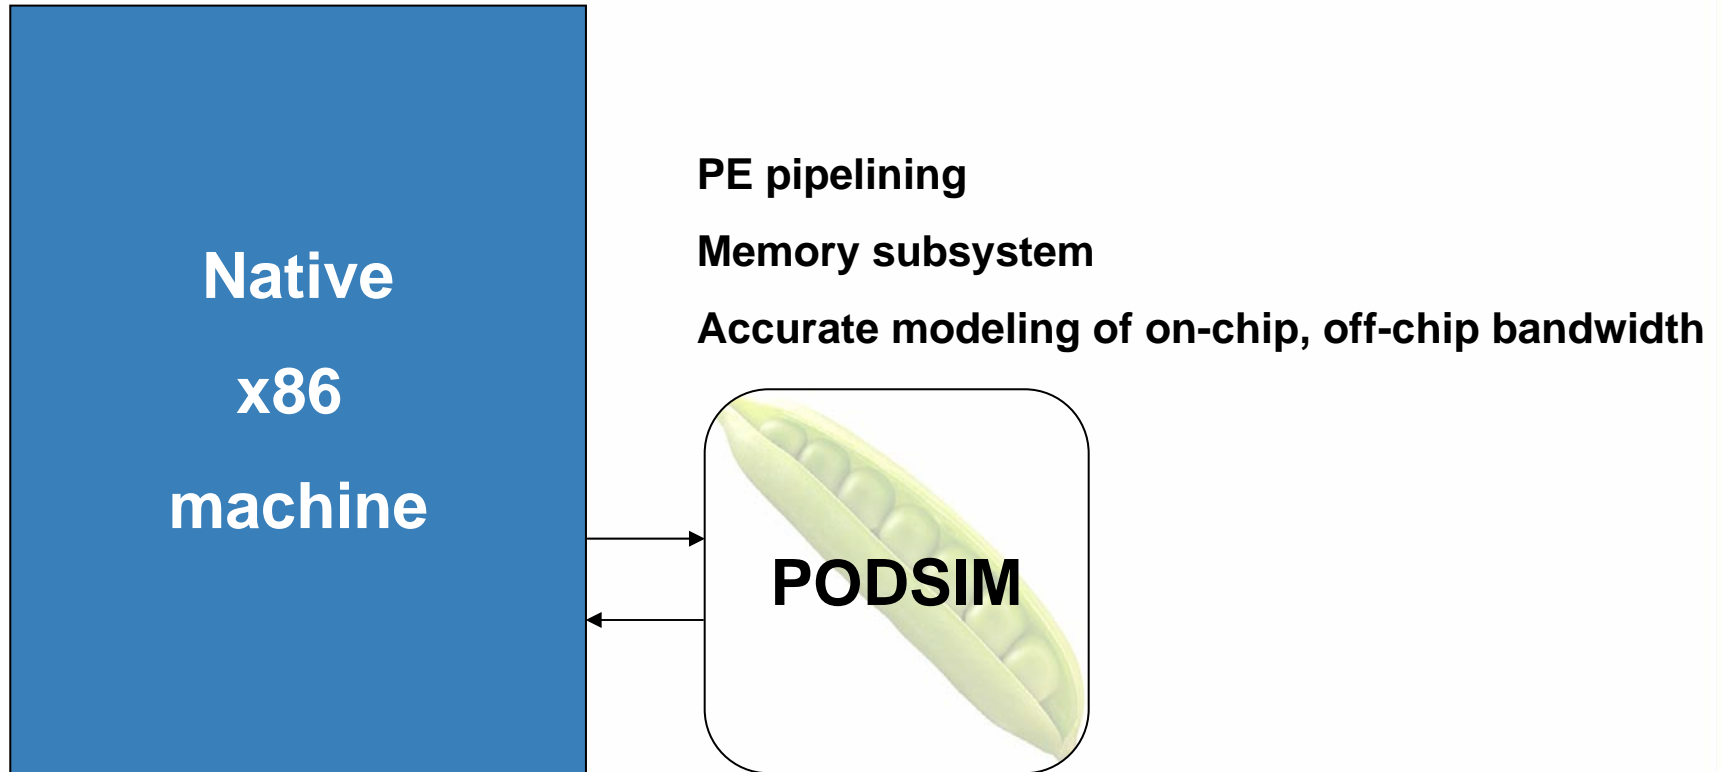 Native
x86
machine
PE pipelining
Memory subsystem
Accurate modeling of on-chip, off-chip bandwidth
PODSIM